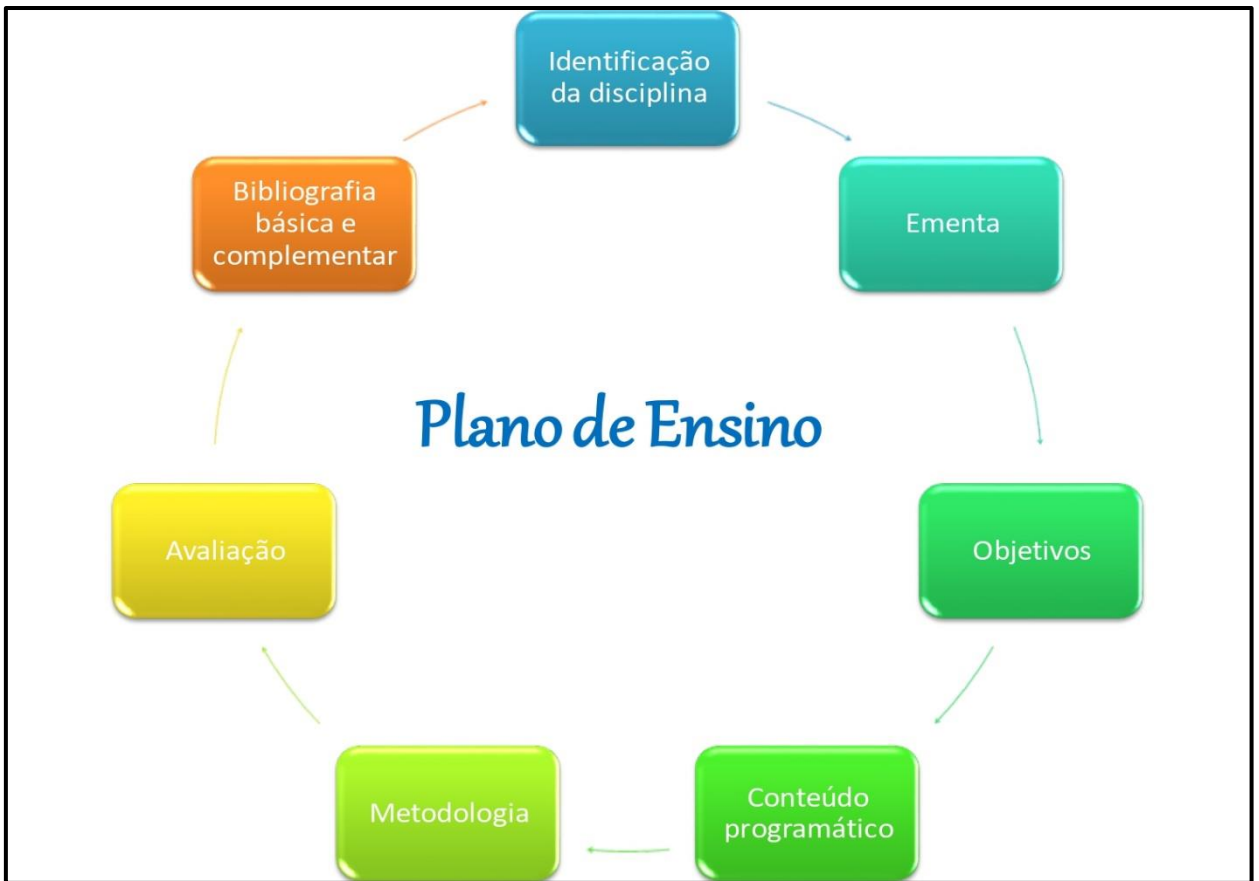 Identificação
da disciplina
Ementa
Objetivos
Conteúdo
programático
Metodologia
Avaliação
Bibliografia
básica e
complementar
Plano de Ensino